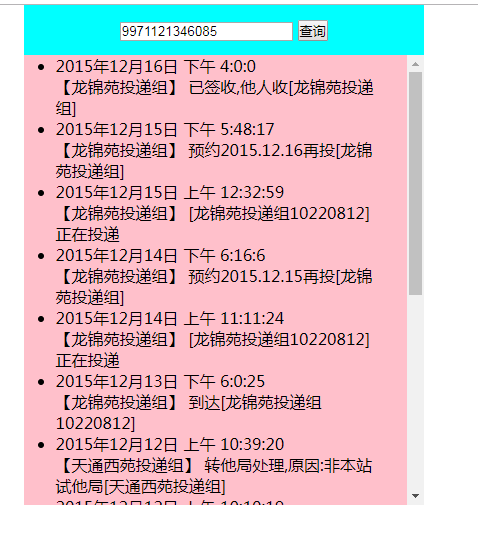 9971121346085 查询
2015年12月16日 下午 4:0:0
【龙锦苑投递组】 已签收,他人收[龙锦苑投递
组]
2015年12月15日 下午 5:48:17
【龙锦苑投递组】 预约2015.12.16再投[龙锦
苑投递组]
2015年12月15日 上午 12:32:59
【龙锦苑投递组】 [龙锦苑投递组10220812]
正在投递
2015年12月14日 下午 6:16:6
【龙锦苑投递组】 预约2015.12.15再投[龙锦
苑投递组]
2015年12月14日 上午 11:11:24
【龙锦苑投递组】 [龙锦苑投递组10220812]
正在投递
2015年12月13日 下午 6:0:25
【龙锦苑投递组】 到达[龙锦苑投递组
10220812]
2015年12月12日 上午 10:39:20
【天通西苑投递组】 转他局处理,原因:非本站
试他局[天通西苑投递组]